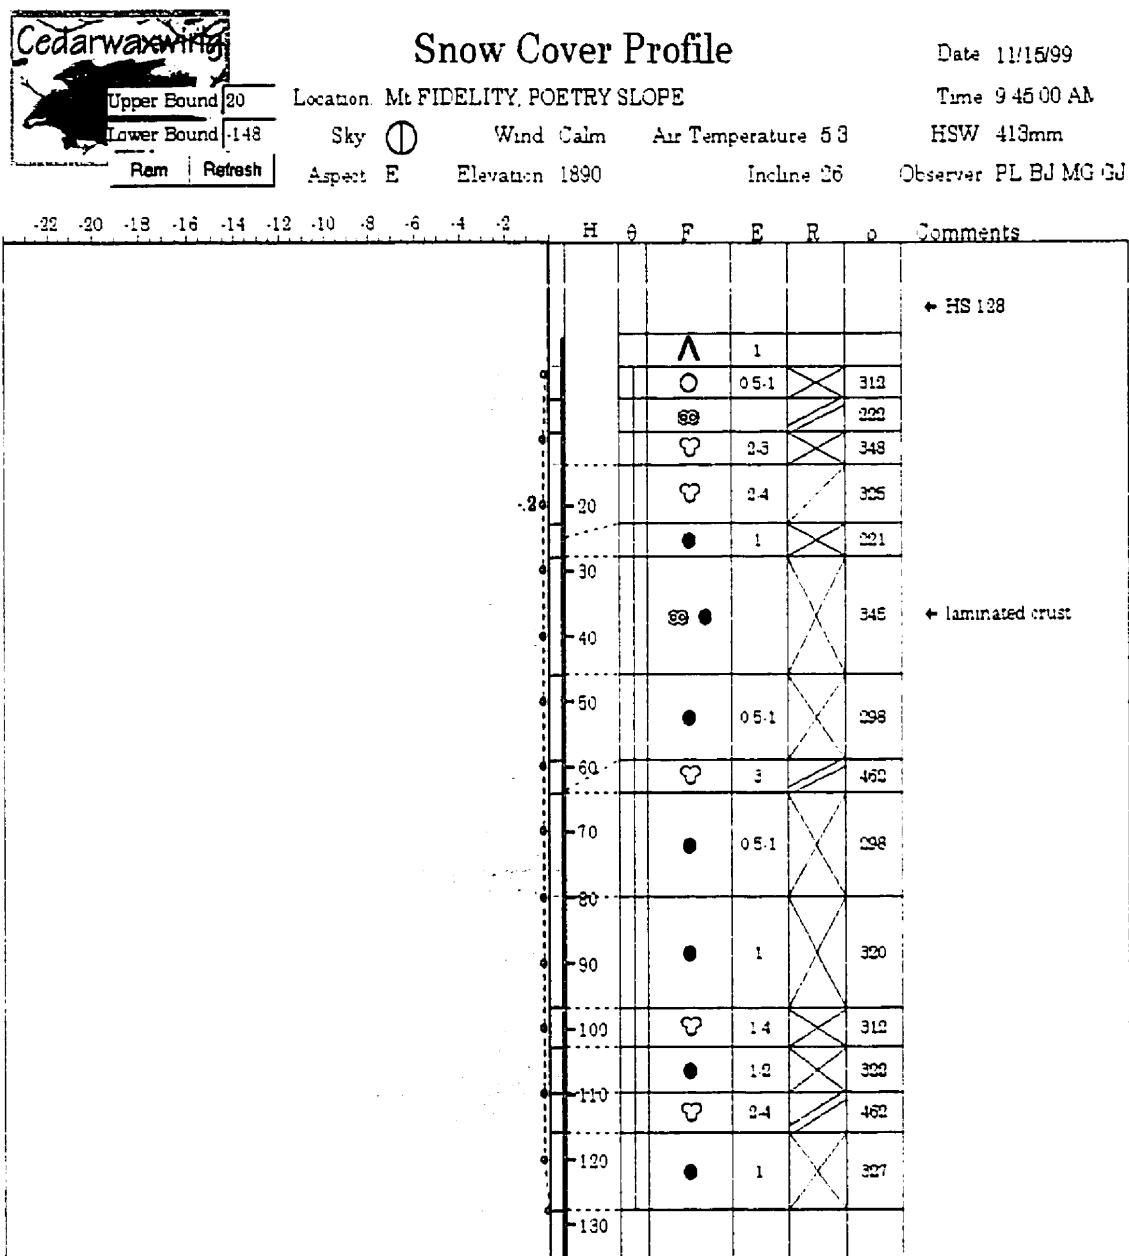 Cedarwaxwing
Snow Cover Profile
Date 11/15/99
Upper Bound 20
Location Mt FIDELITY, POETRY SLOPE
Time 9 45 00 AM
Lower Bound -148
Sky Wind Calm Air Temperature 5 3 HSW 413mm
Ram Refresh
Aspect E Elevation 1890 Incline 26 Observer PL BJ MG GJ
-22 -20 -18 -16 -14 -12 -10 -8 -6 -4 -2 H θ F E R ρ Comments
← HS 128
1
0 5-1 312
222
2-3 348
-.2 20 2-4 325
1 221
30
345 ← laminated crust
40
50 0 5-1 298
60 3 462
70 0 5-1 298
80
90 1 320
100 1-4 312
1-2 322
110 2-4 462
120 1 327
130